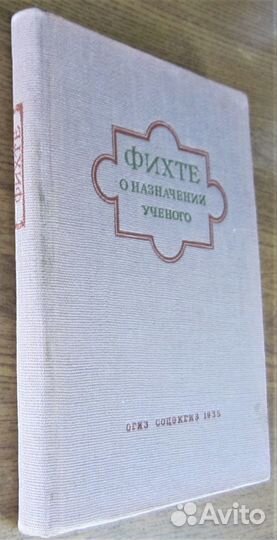 ФИХТЕ
ФИХТЕ
О НАЗНАЧЕНИИ
УЧЕНОГО
ОГИЗ СОЦЭКГИЗ 1935
Avito